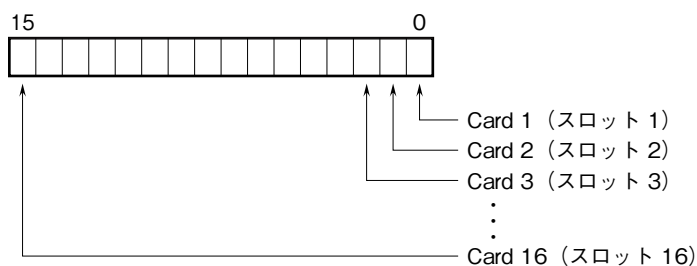 15 0
Card 1（スロット 1）
Card 2（スロット 2）
Card 3（スロット 3）
・
・
・
Card 16（スロット 16）